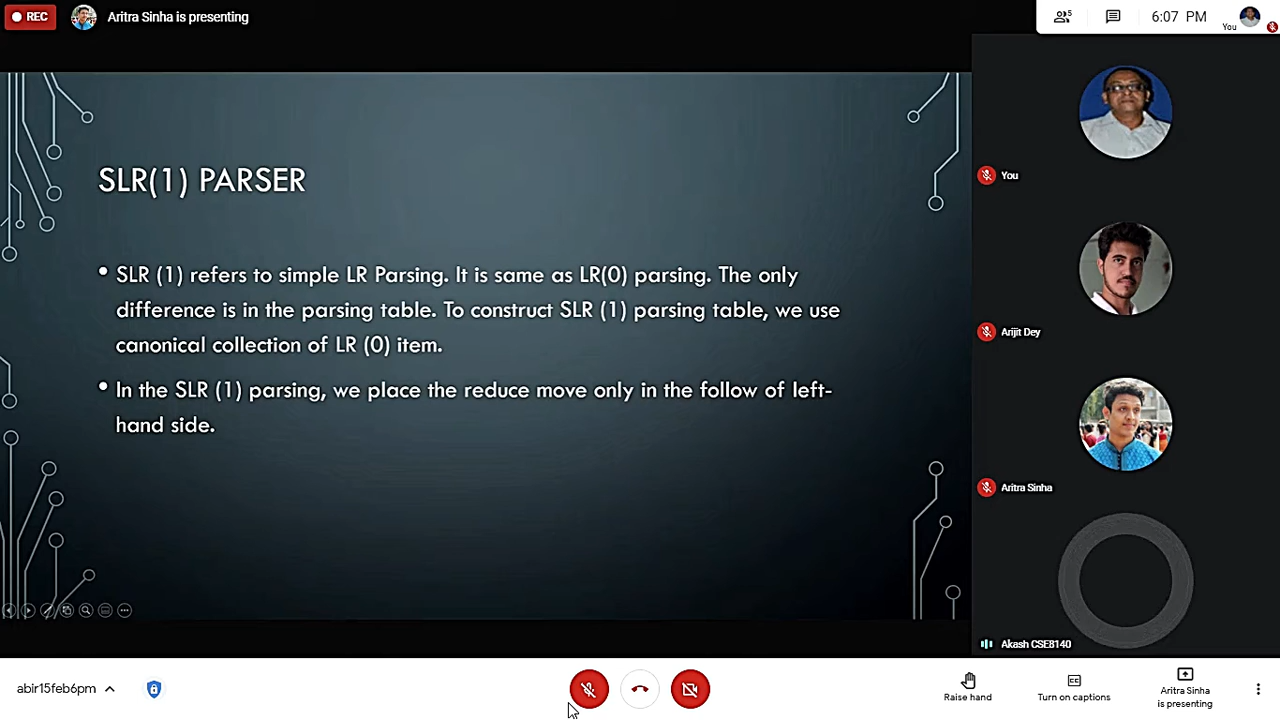 REC
Aritra Sinha is presenting
5
6:07 PM
You
SLR(1) PARSER
• SLR (1) refers to simple LR Parsing. It is same as LR(0) parsing. The only
difference is in the parsing table. To construct SLR (1) parsing table, we use
canonical collection of LR (0) item.
• In the SLR (1) parsing, we place the reduce move only in the follow of left-
hand side.
You
Arijit Dey
Aritra Sinha
Akash CSE8140
abir15feb6pm
Raise hand
Turn on captions
Aritra Sinha
is presenting